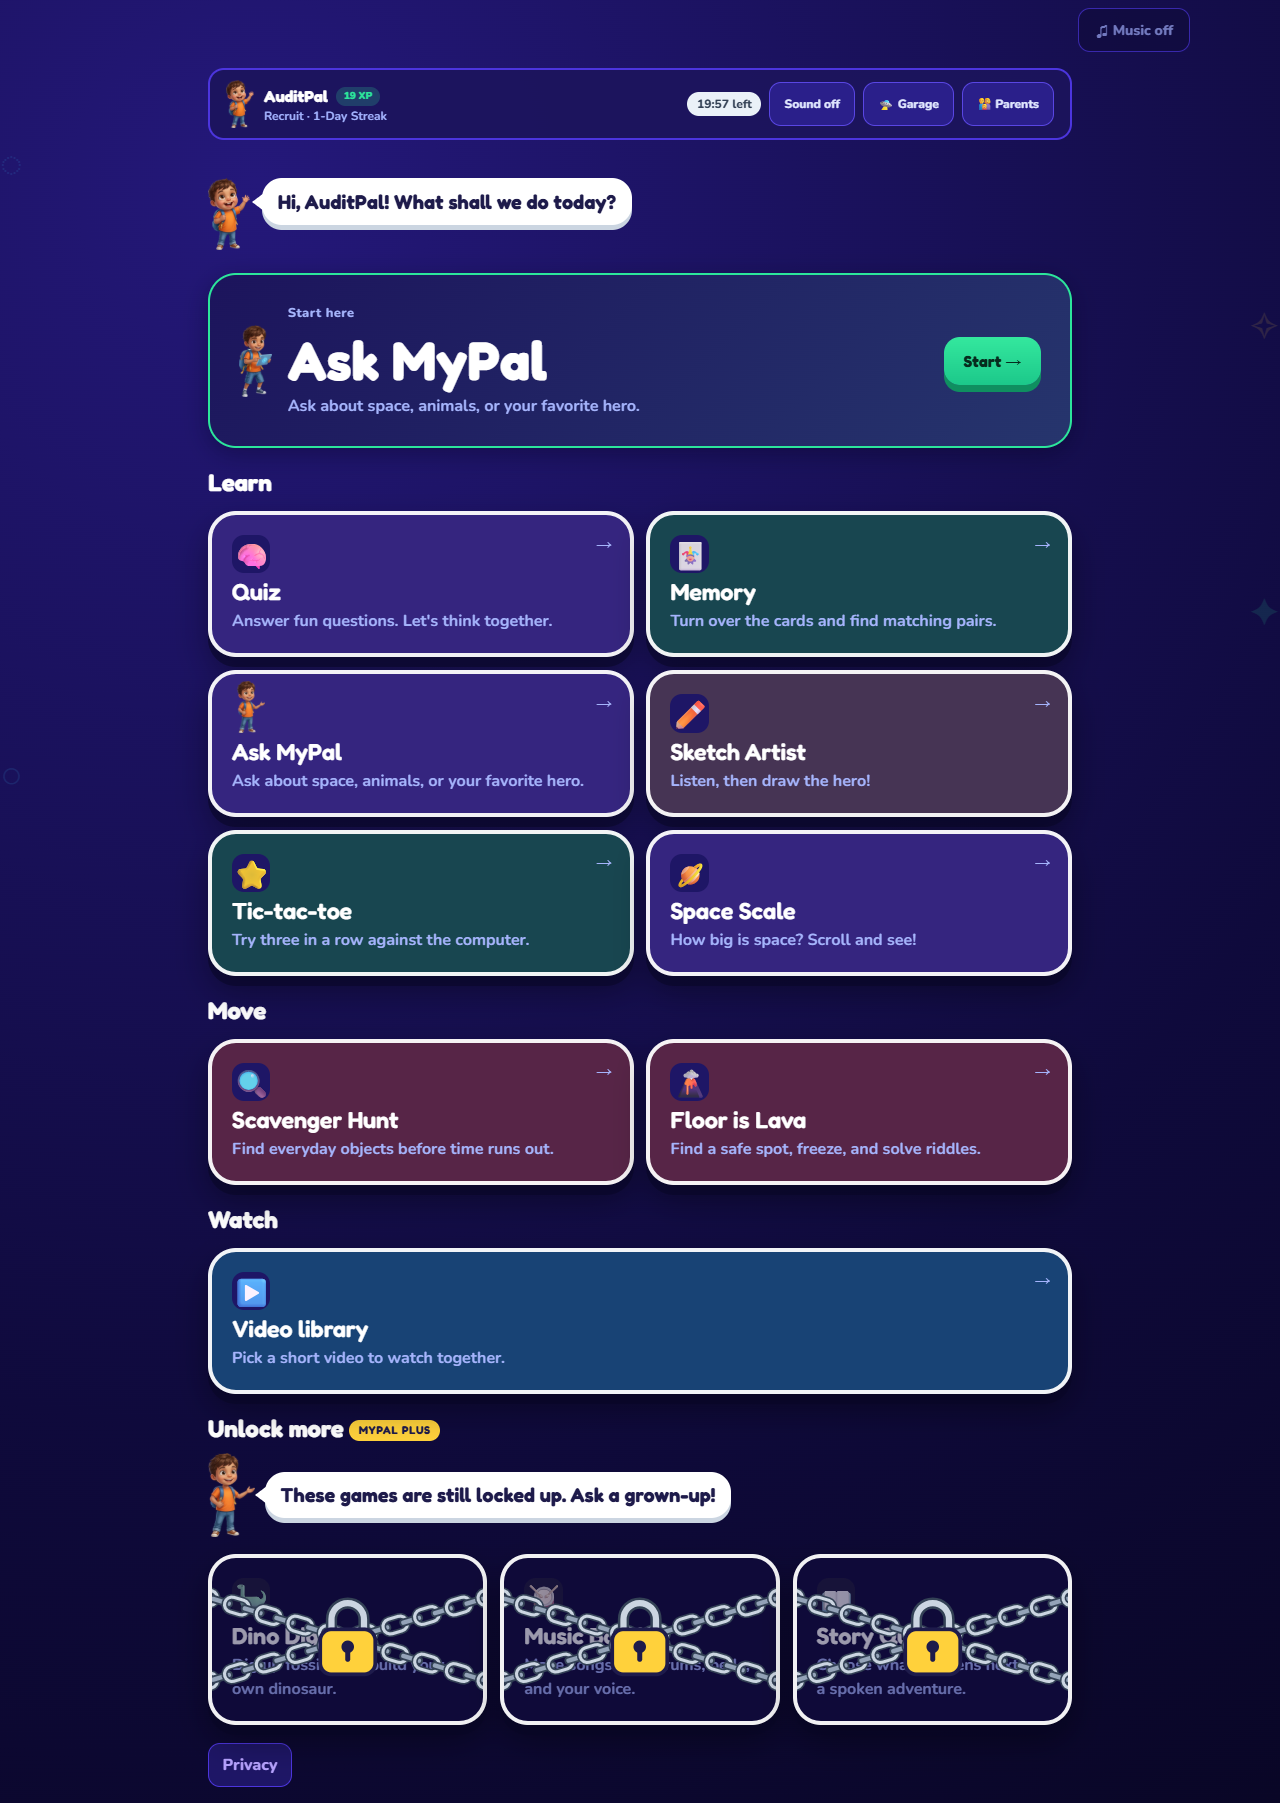 ♫ Music off
AuditPal 19 XP
Recruit · 1-Day Streak
19:57 left
Sound off
Garage
Parents
Hi, AuditPal! What shall we do today?
Start here
Ask MyPal
Ask about space, animals, or your favorite hero.
Start →
Learn
Quiz →
Answer fun questions. Let's think together.
Memory →
Turn over the cards and find matching pairs.
Ask MyPal →
Ask about space, animals, or your favorite hero.
Sketch Artist →
Listen, then draw the hero!
Tic-tac-toe →
Try three in a row against the computer.
Space Scale →
How big is space? Scroll and see!
Move
Scavenger Hunt →
Find everyday objects before time runs out.
Floor is Lava →
Find a safe spot, freeze, and solve riddles.
Watch
Video library →
Pick a short video to watch together.
Unlock more MYPAL PLUS
These games are still locked up. Ask a grown-up!
Dino
own dinosaur.
Music
and your voice.
Story
a spoken adventure.
Privacy